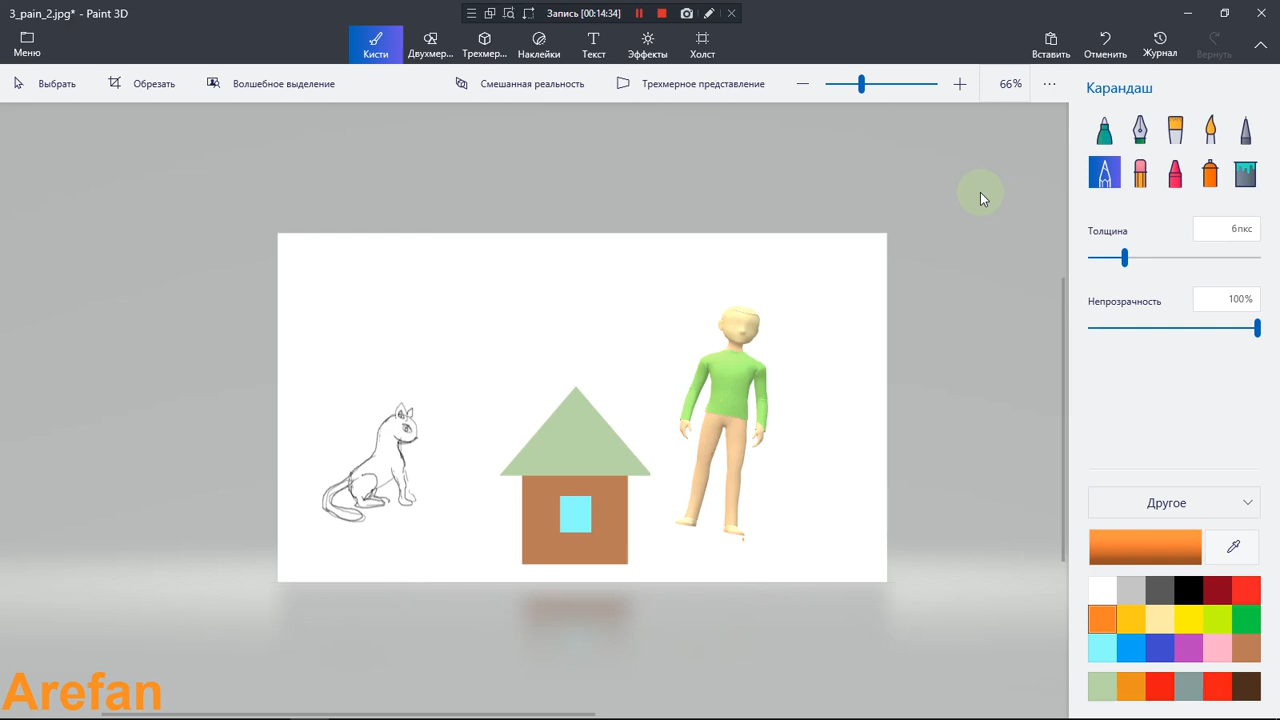 3_pain_2.jpg* - Paint 3D
Запись [00:14:34]
Меню
Кисти
Двухмер...
Трехмер...
Наклейки
Текст
Эффекты
Холст
Вставить
Отменить
Журнал
Вернуть
Выбрать
Обрезать
Волшебное выделение
Смешанная реальность
Трехмерное представление
66%
Карандаш
Толщина
6пкс
Непрозрачность
100%
Другое
Arefan